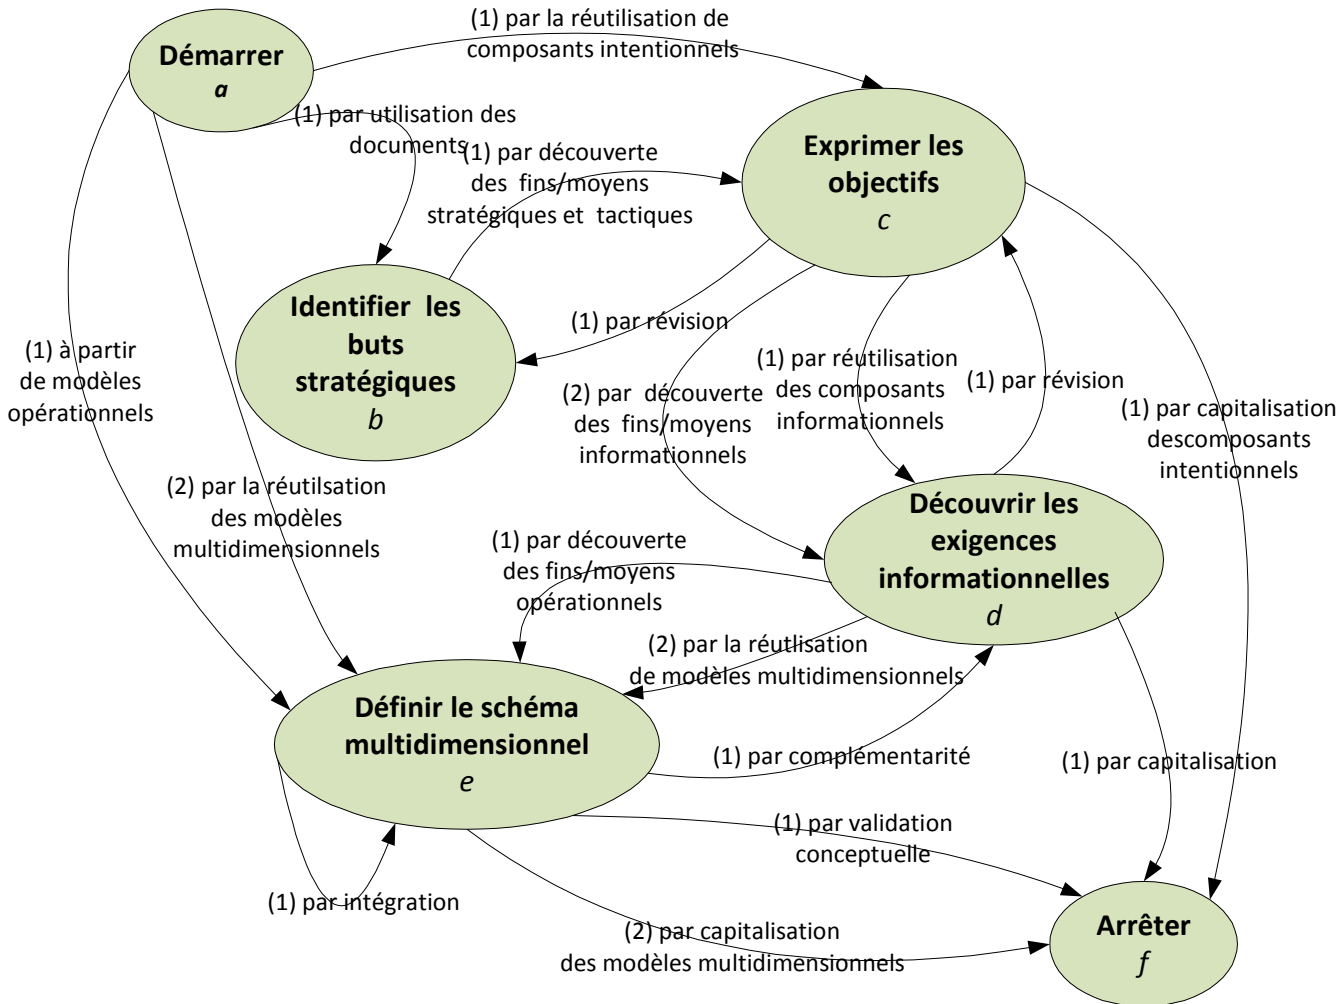 (1) par la réutilisation de
composants intentionnels
Démarrer
a
(1) par utilisation des
documents
(1) par découverte
des fins/moyens
stratégiques et tactiques
Exprimer les
objectifs
c
Identifier les
buts
stratégiques
b
(1) par révision
(1) à partir
de modèles
opérationnels
(2) par découverte
des fins/moyens
informationnels
(1) par réutilisation
des composants
informationnels
(1) par révision
(1) par capitalisation
descomposants
intentionnels
(2) par la réutilsation
des modèles
multidimensionnels
Découvrir les
exigences
informationnelles
d
(1) par découverte
des fins/moyens
opérationnels
(2) par la réutlisation
de modèles multidimensionnels
Définir le schéma
multidimensionnel
e
(1) par complémentarité
(1) par capitalisation
(1) par validation
conceptuelle
(1) par intégration
(2) par capitalisation
des modèles multidimensionnels
Arrêter
f